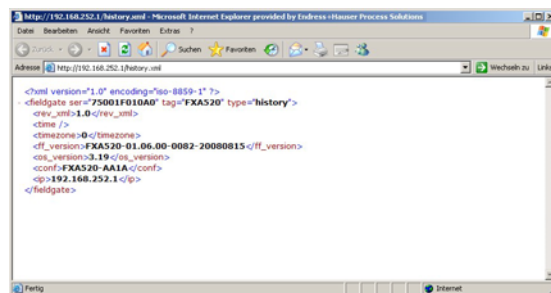 http://192.168.252.1/history.xml - Microsoft Internet Explorer provided by Endress+Hauser Process Solutions
Datei Bearbeiten Ansicht Favoriten Extras ?
Zurück Suchen Favoriten
Adresse http://192.168.252.1/history.xml Wechseln zu Links
<?xml version="1.0" encoding="iso-8859-1" ?>
- <fieldgate ser="75001F010A0" tag="FXA520" type="history">
<rev_xml>1.0</rev_xml>
<time />
<timezone>0</timezone>
<ff_version>FXA520-01.06.00-0082-20080815</ff_version>
<os_version>3.19</os_version>
<conf>FXA520-AA1A</conf>
<ip>192.168.252.1</ip>
</fieldgate>
Fertig Internet